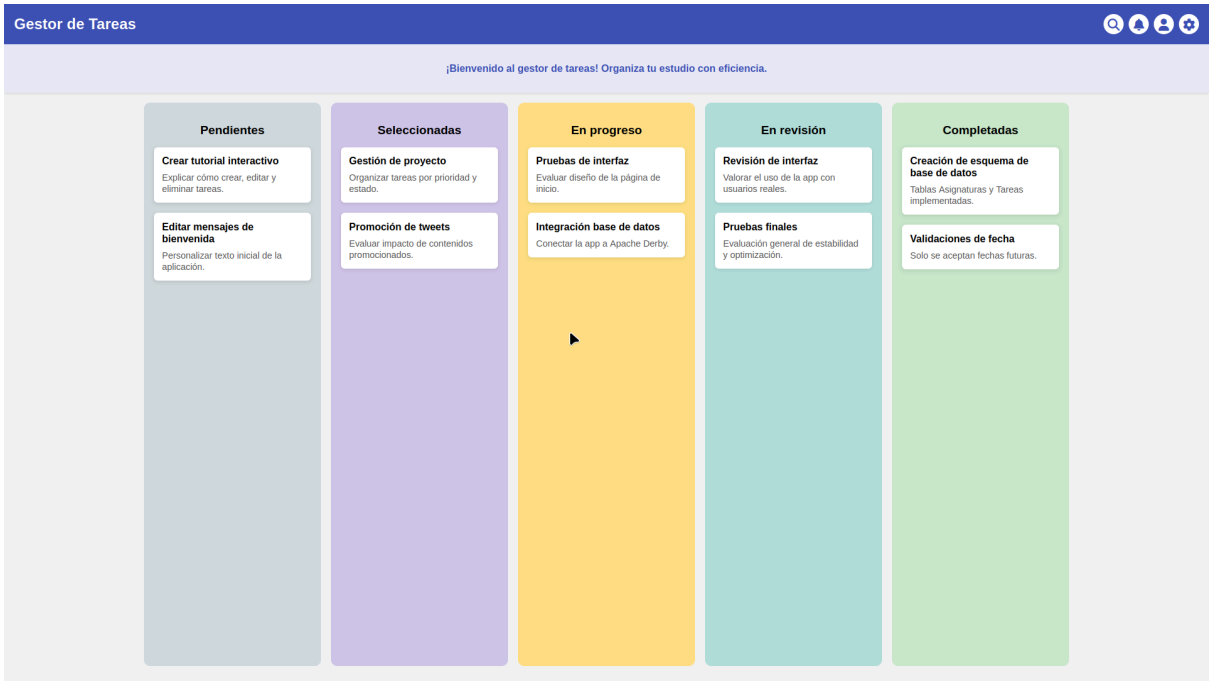 Gestor de Tareas
¡Bienvenido al gestor de tareas! Organiza tu estudio con eficiencia.
Pendientes
Crear tutorial interactivo
Explicar cómo crear, editar y
eliminar tareas.
Editar mensajes de
bienvenida
Personalizar texto inicial de la
aplicación.
Seleccionadas
Gestión de proyecto
Organizar tareas por prioridad y
estado.
Promoción de tweets
Evaluar impacto de contenidos
promocionados.
En progreso
Pruebas de interfaz
Evaluar diseño de la página de
inicio.
Integración base de datos
Conectar la app a Apache Derby.
En revisión
Revisión de interfaz
Valorar el uso de la app con
usuarios reales.
Pruebas finales
Evaluación general de estabilidad
y optimización.
Completadas
Creación de esquema de
base de datos
Tablas Asignaturas y Tareas
implementadas.
Validaciones de fecha
Solo se aceptan fechas futuras.